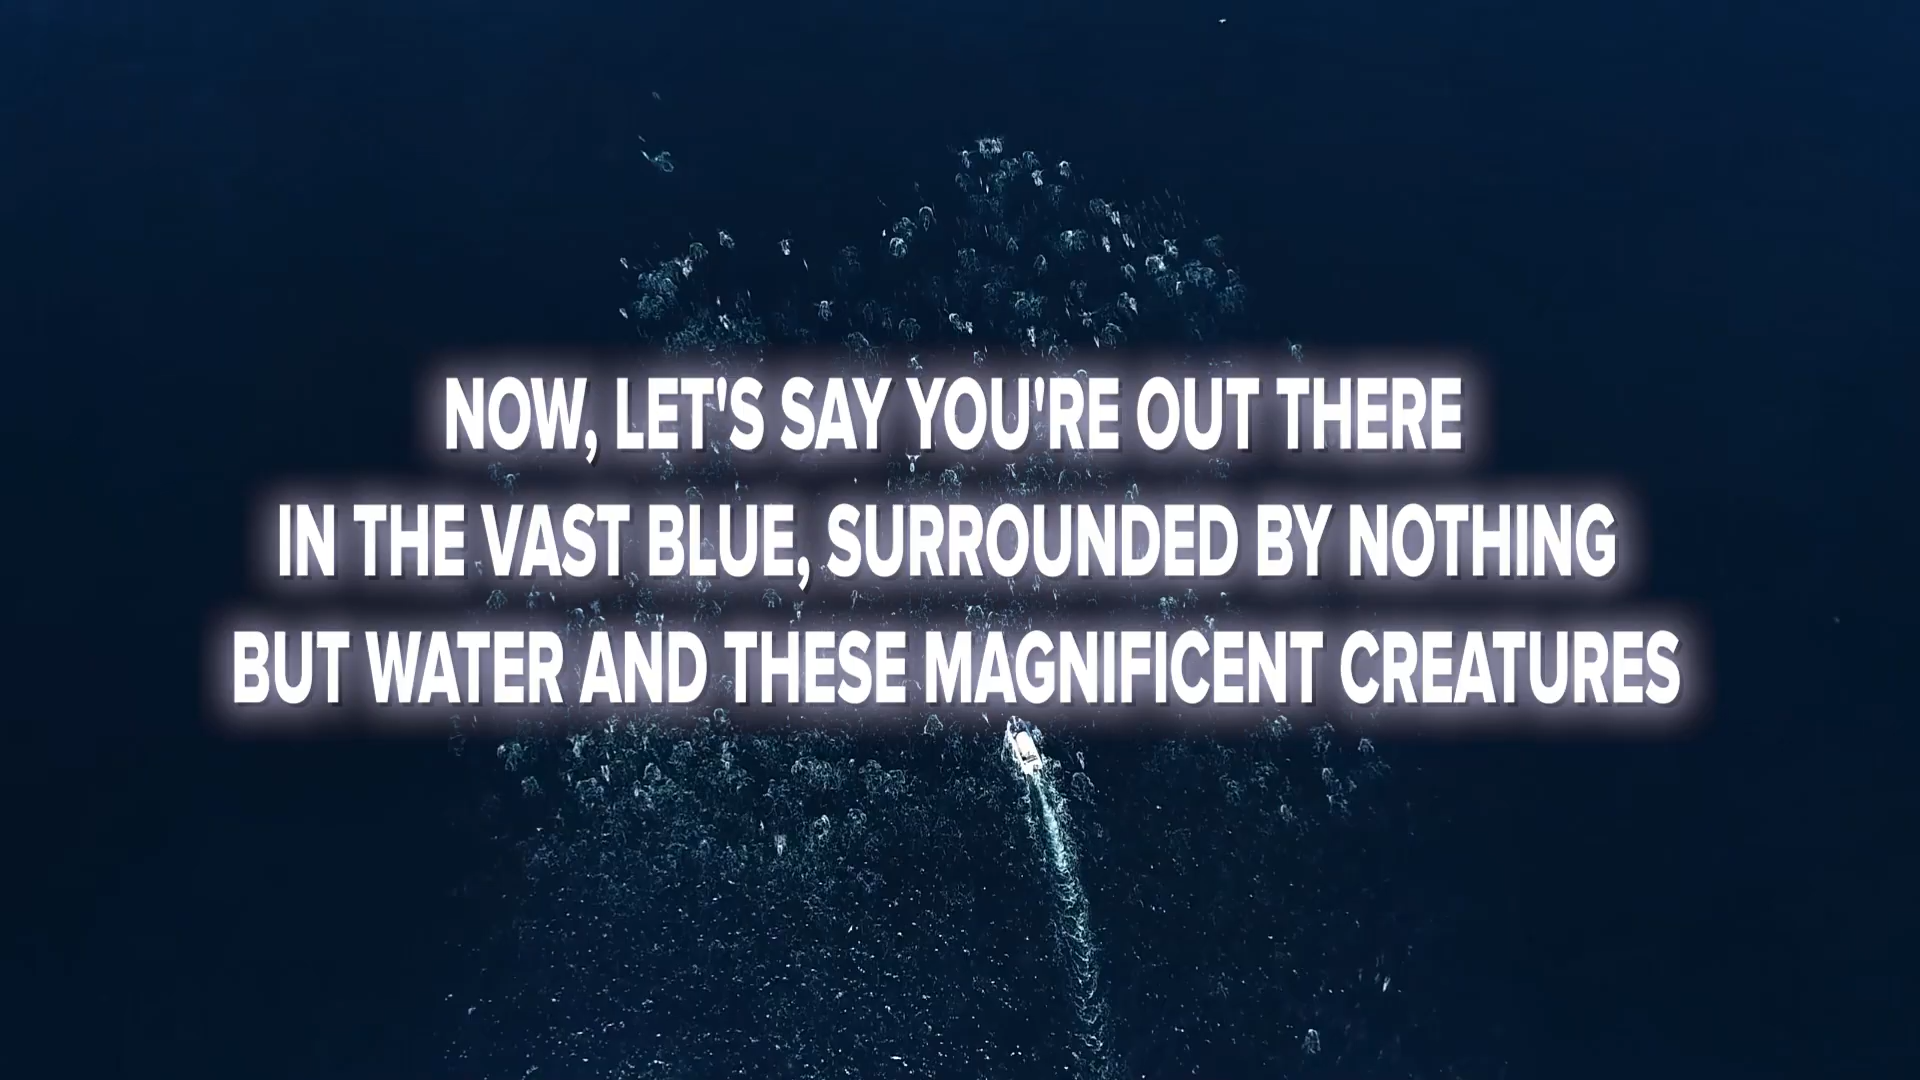 NOW, LET'S SAY YOU'RE OUT THERE
IN THE VAST BLUE, SURROUNDED BY NOTHING
BUT WATER AND THESE MAGNIFICENT CREATURES